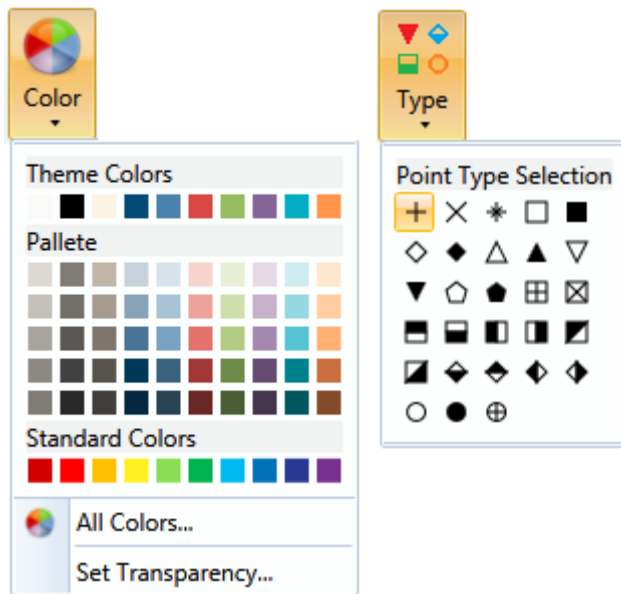 Color
Theme Colors
Pallete
Standard Colors
All Colors...
Set Transparency...
Type
Point Type Selection